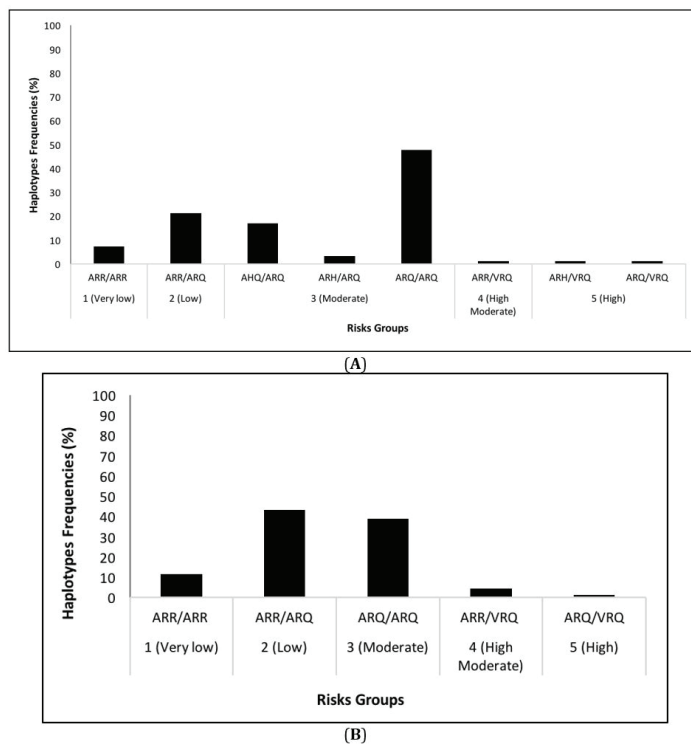 100
90
80
70
60
50
40
30
20
10
0
Haplotypes Frequencies (%)
ARR/ARR ARR/ARQ AHQ/ARQ ARH/ARQ ARQ/ARQ ARR/VRQ ARH/VRQ ARQ/VRQ
1 (Very low) 2 (Low) 3 (Moderate) 4 (High Moderate) 5 (High)
Risks Groups
(A)
100
90
80
70
60
50
40
30
20
10
0
Haplotypes Frequencies (%)
ARR/ARR ARR/ARQ ARQ/ARQ ARR/VRQ ARQ/VRQ
1 (Very low) 2 (Low) 3 (Moderate) 4 (High Moderate) 5 (High)
Risks Groups
(B)